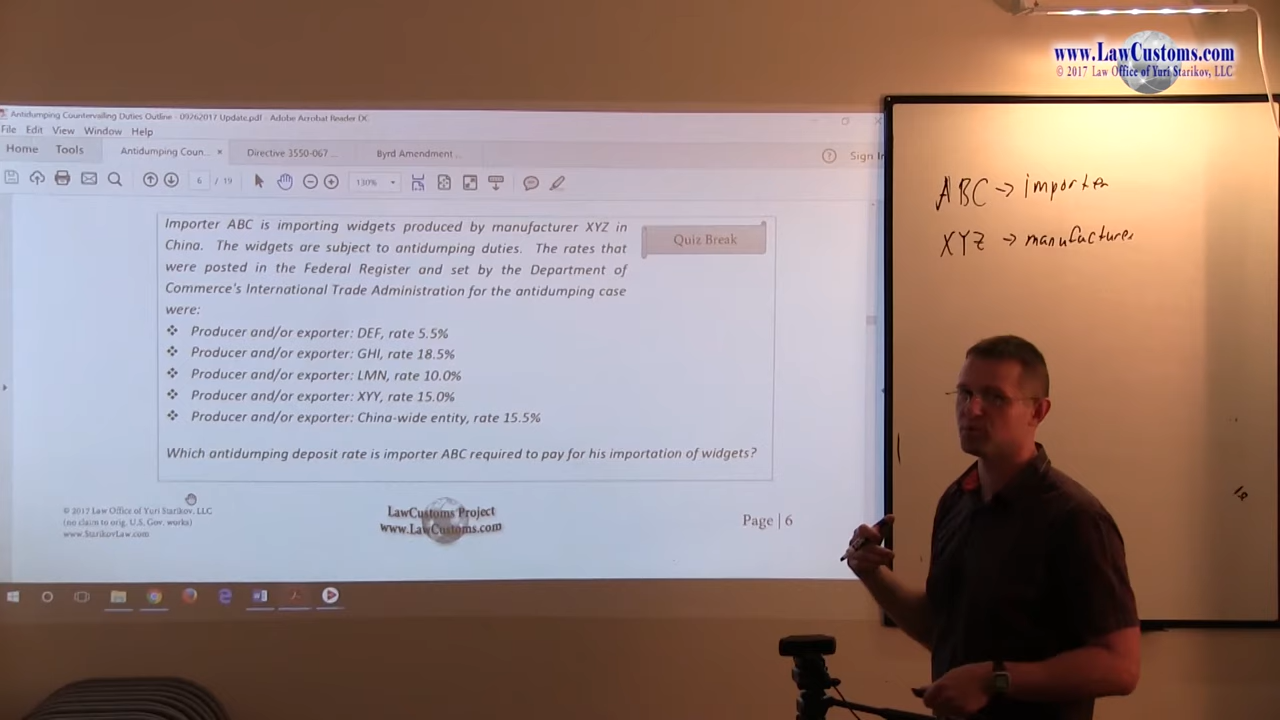 www.LawCustoms.com
© 2017 Law Office of Yuri Starikov, LLC
Antidumping Countervailing Duties Outline - 09262017 Update.pdf - Adobe Acrobat Reader DC
File Edit View Window Help
Home Tools Antidumping Coun... × Directive 3550-067 ... Byrd Amendment... Sign In
6 / 19 130%
Importer ABC is importing widgets produced by manufacturer XYZ in
China. The widgets are subject to antidumping duties. The rates that
were posted in the Federal Register and set by the Department of
Commerce's International Trade Administration for the antidumping case
were:
Quiz Break
❖ Producer and/or exporter: DEF, rate 5.5%
❖ Producer and/or exporter: GHI, rate 18.5%
❖ Producer and/or exporter: LMN, rate 10.0%
❖ Producer and/or exporter: XYY, rate 15.0%
❖ Producer and/or exporter: China-wide entity, rate 15.5%
Which antidumping deposit rate is importer ABC required to pay for his importation of widgets?
© 2017 Law Office of Yuri Starikov, LLC
(no claim to orig. U.S. Gov. works)
www.StarikovLaw.com
LawCustoms Project
www.LawCustoms.com
Page | 6
ABC → importer
XYZ → manufacturer